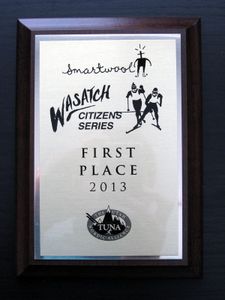 Smartwool
WASATCH
CITIZENS
SERIES
FIRST
PLACE
2013
TUNA